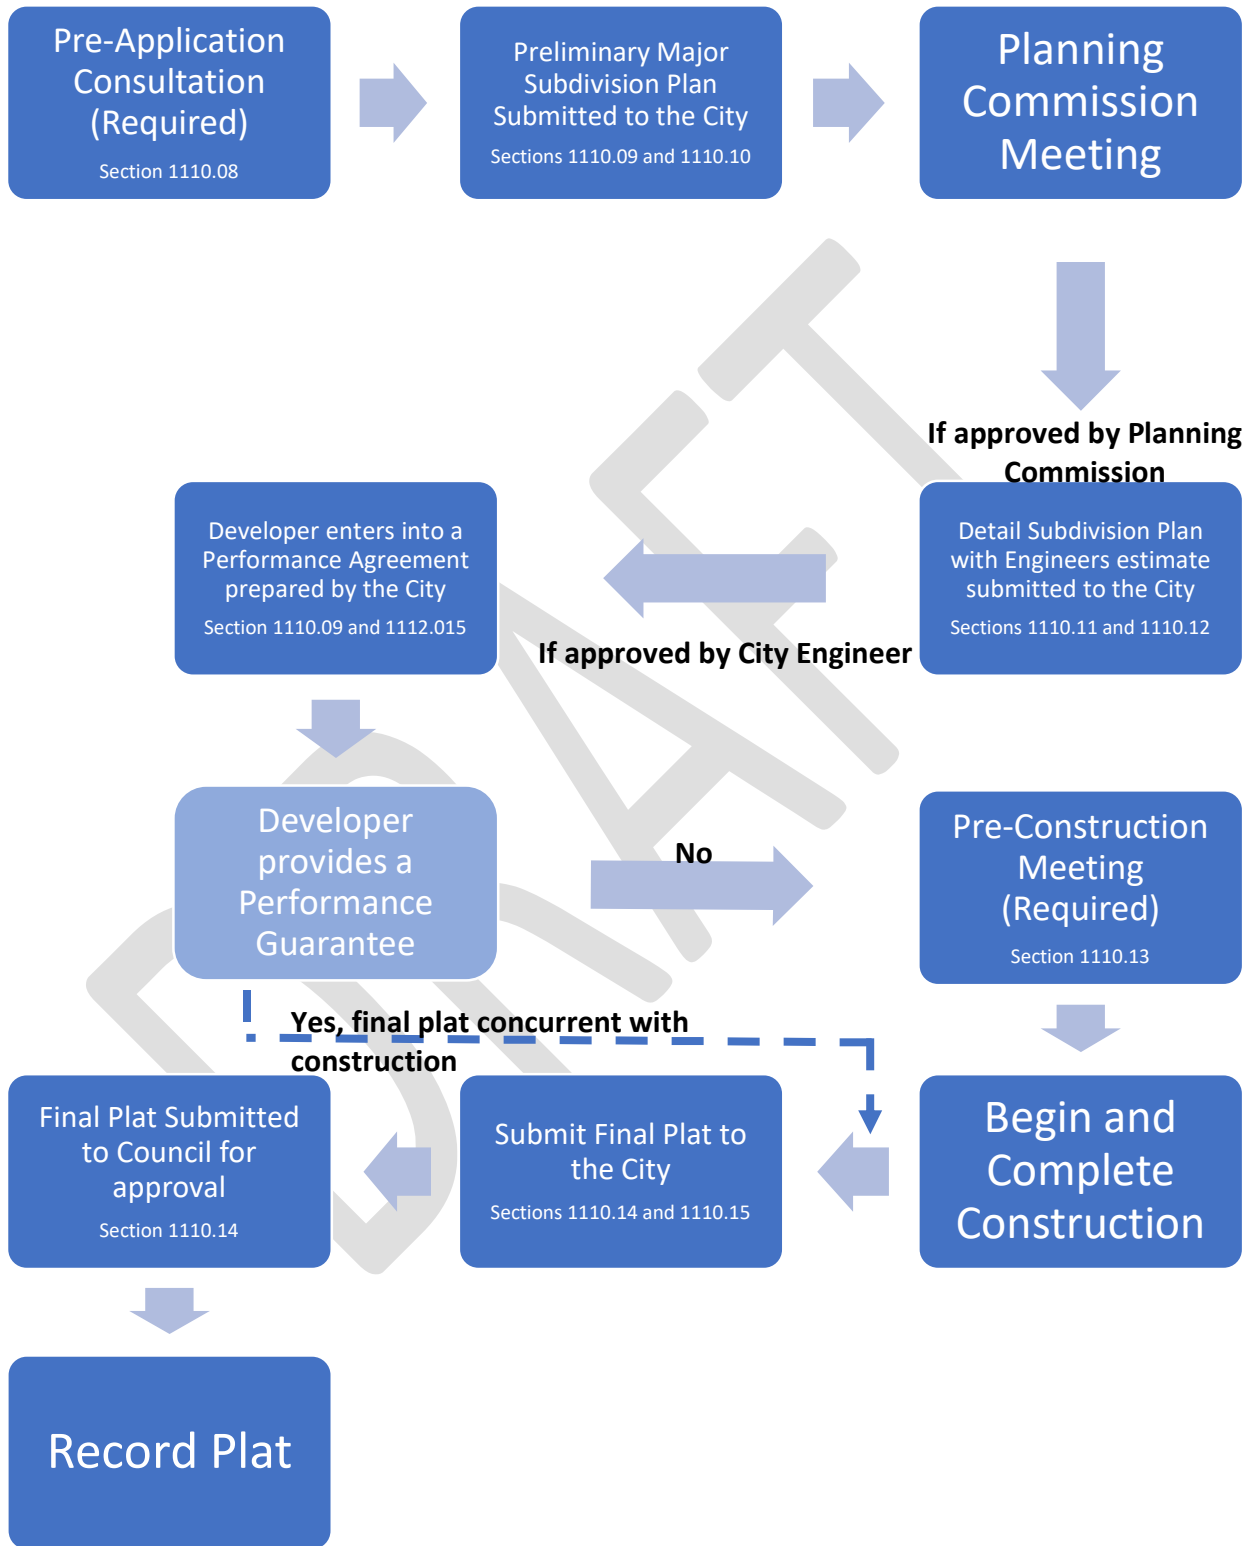 Pre-Application
Consultation
(Required)
Section 1110.08
Preliminary Major
Subdivision Plan
Submitted to the City
Sections 1110.09 and 1110.10
Planning
Commission
Meeting
If approved by Planning
Commission
Detail Subdivision Plan
with Engineers estimate
submitted to the City
Sections 1110.11 and 1110.12
If approved by City Engineer
Developer enters into a
Performance Agreement
prepared by the City
Section 1110.09 and 1112.015
Developer
provides a
Performance
Guarantee
No
Pre-Construction
Meeting
(Required)
Section 1110.13
Yes, final plat concurrent with
construction
Begin and
Complete
Construction
Submit Final Plat to
the City
Sections 1110.14 and 1110.15
Final Plat Submitted
to Council for
approval
Section 1110.14
Record Plat
DRAFT